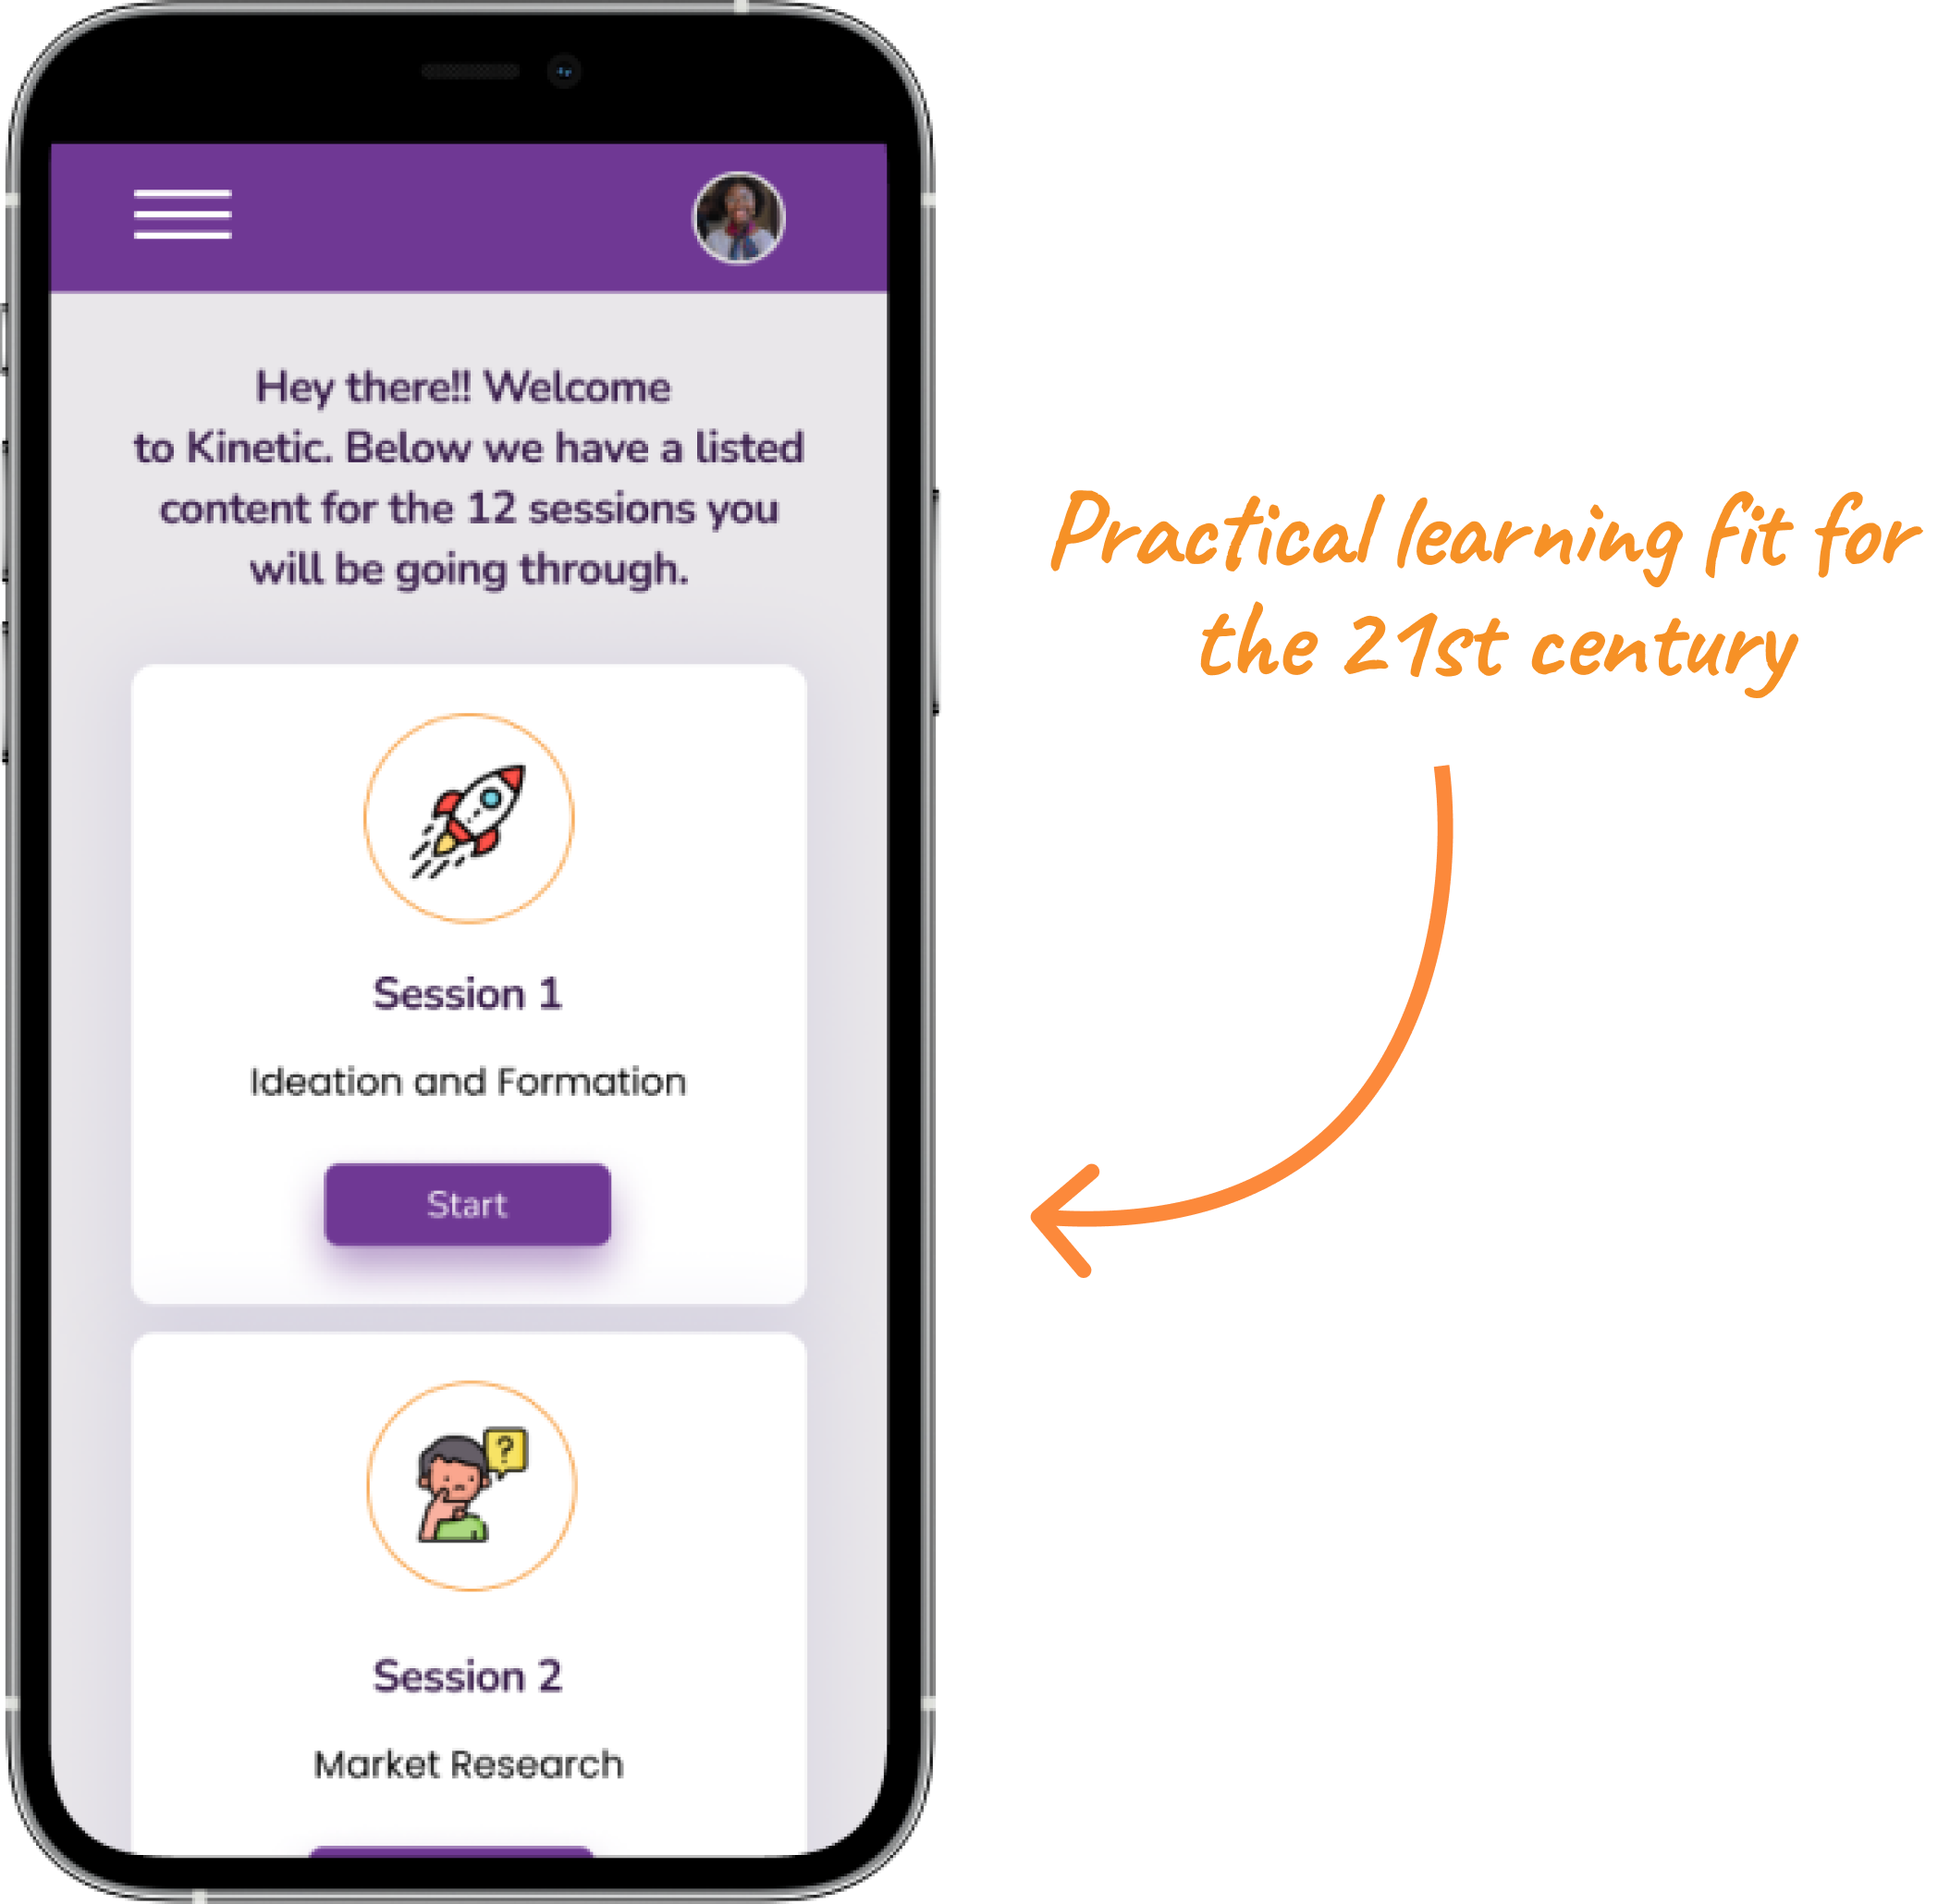 Hey there!! Welcome
to Kinetic. Below we have a listed
content for the 12 sessions you
will be going through.
Session 1
Ideation and Formation
Start
?
Session 2
Market Research
Practical learning fit for
the 21st century